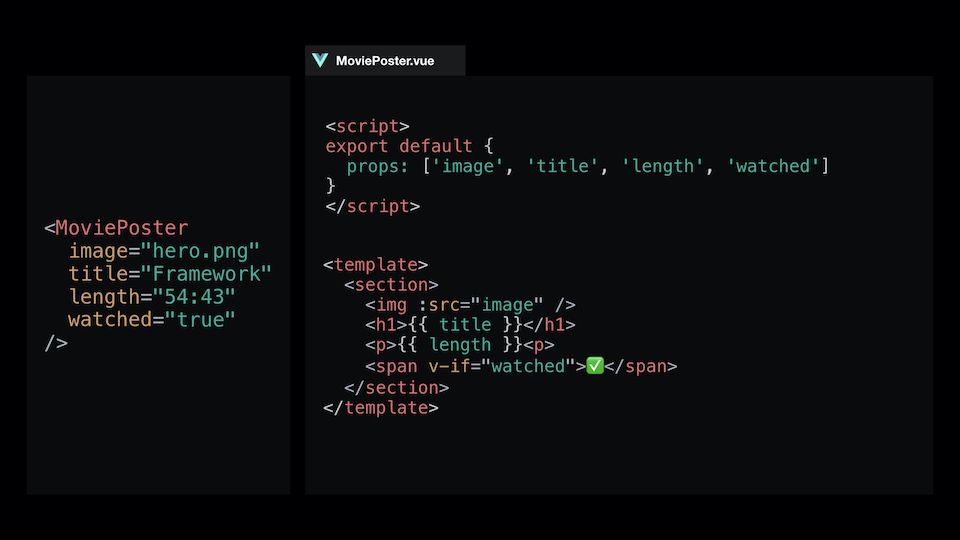 MoviePoster.vue
<MoviePoster
  image="hero.png"
  title="Framework"
  length="54:43"
  watched="true"
/>
<script>
export default {
  props: ['image', 'title', 'length', 'watched']
}
</script>
<template>
  <section>
    <img :src="image" />
    <h1>{{ title }}</h1>
    <p>{{ length }}<p>
    <span v-if="watched">✅</span>
  </section>
</template>